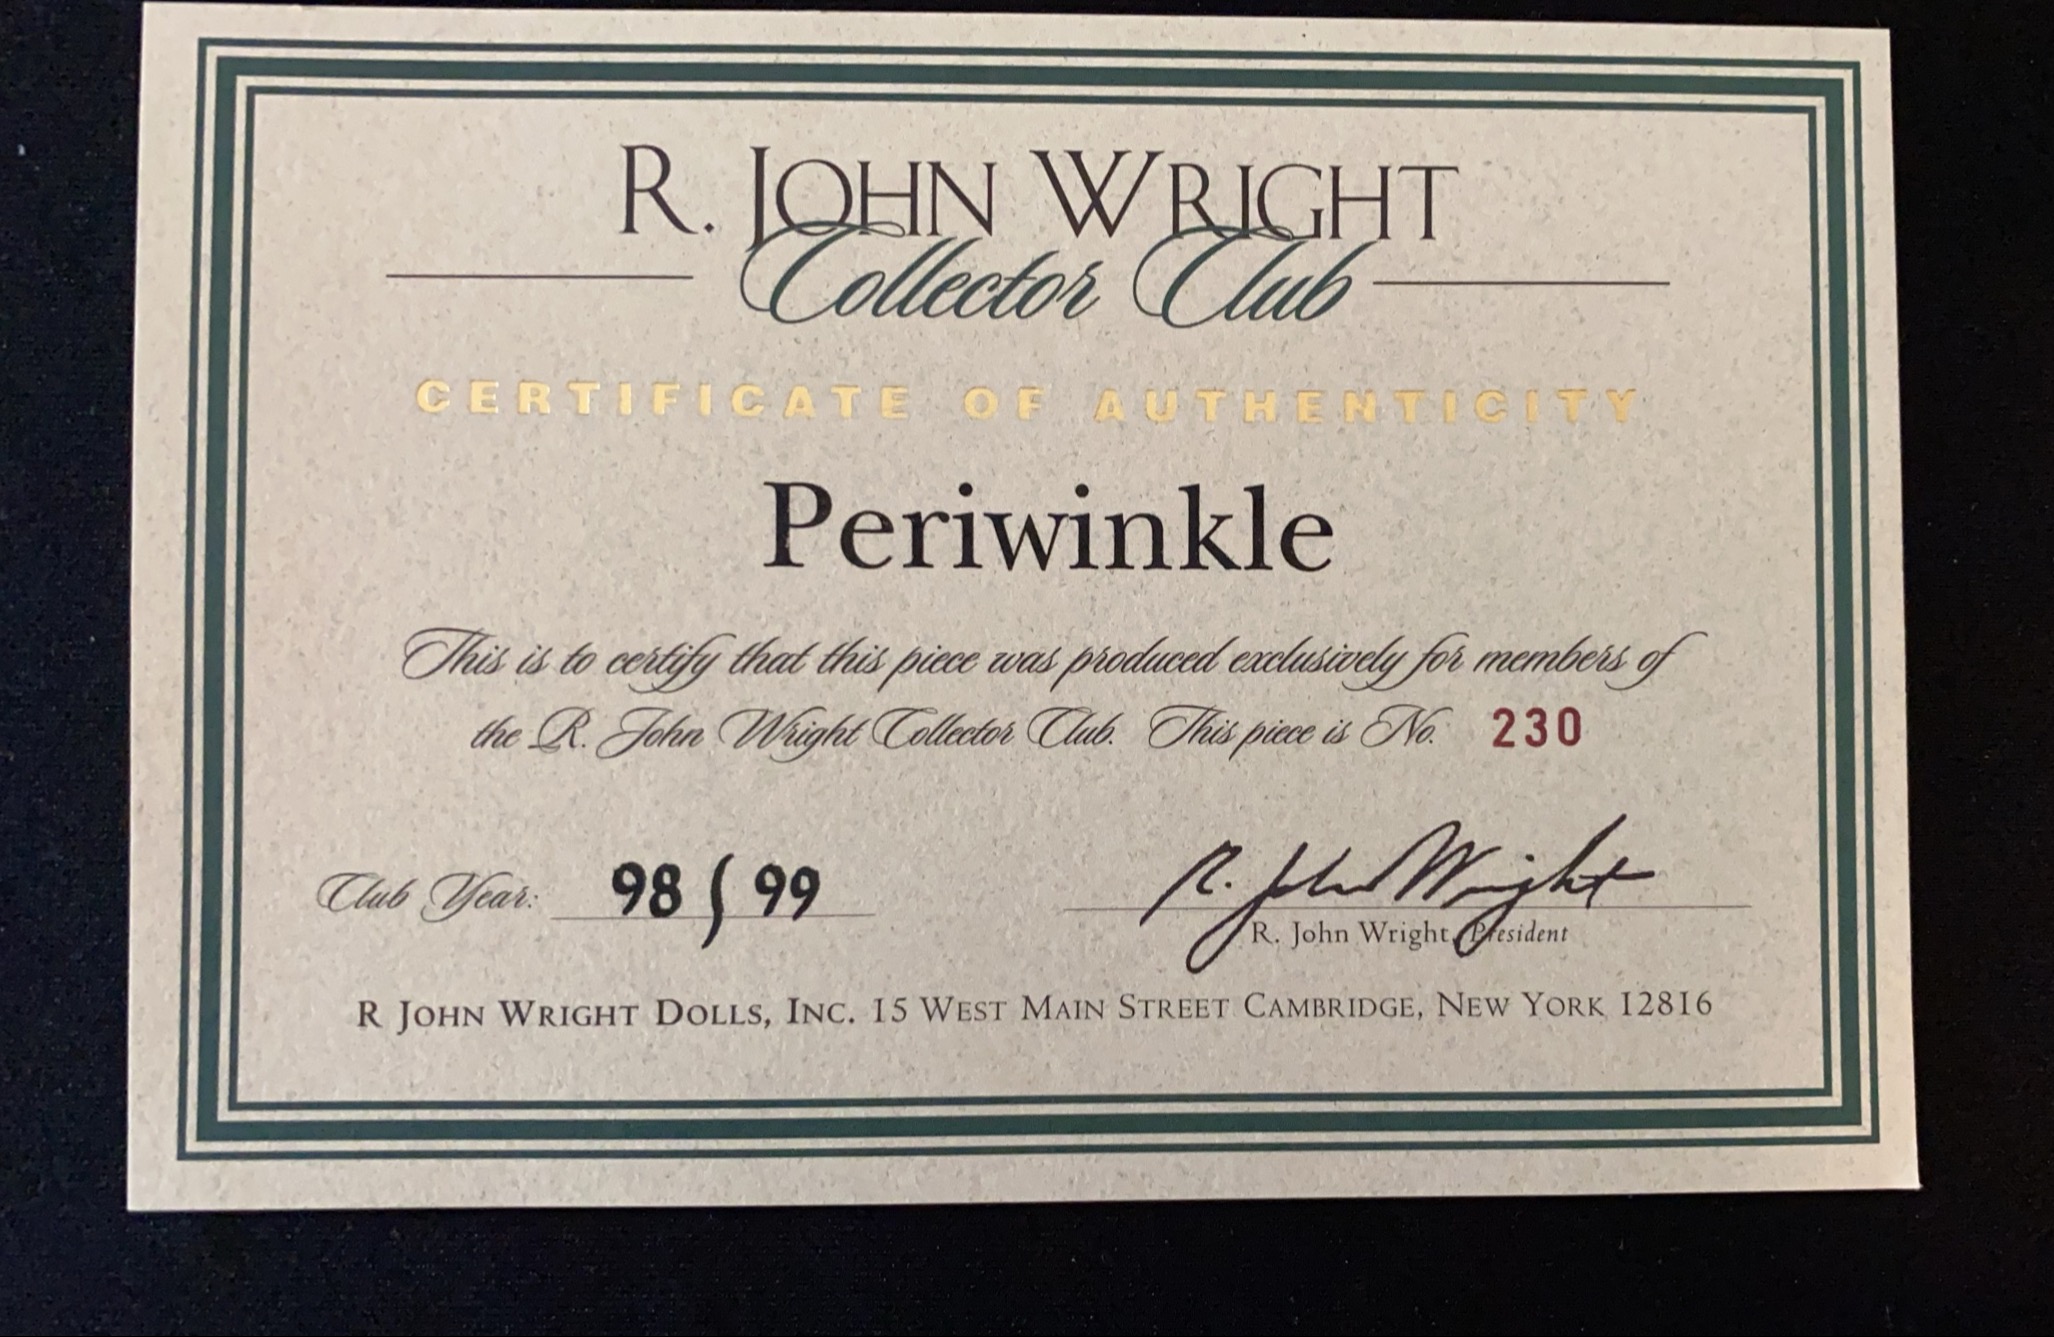 R. JOHN WRIGHT
Collector Club
CERTIFICATE OF AUTHENTICITY
Periwinkle
This is to certify that this piece was produced exclusively for members of
the R. John Wright Collector Club. This piece is No. 230
Club Year: 98/99
R. John Wright
R. John Wright, President
R JOHN WRIGHT DOLLS, INC. 15 WEST MAIN STREET CAMBRIDGE, NEW YORK 12816